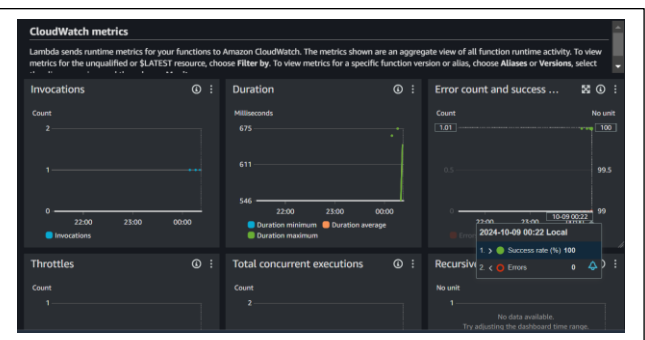 CloudWatch metrics
Lambda sends runtime metrics for your functions to Amazon CloudWatch. The metrics shown are an aggregate view of all function runtime activity. To view
metrics for the unqualified or $LATEST resource, choose Filter by. To view metrics for a specific function version or alias, choose Aliases or Versions, select
Invocations
Count
2
1
0
22:00 23:00 00:00
Invocations
Duration
Milliseconds
675
611
546
22:00 23:00 00:00
Duration minimum Duration average
Duration maximum
Error count and success ...
Count No unit
1.01 100
0.5 99.5
0 99
22:00 23:00 10-09 00:22
2024-10-09 00:22 Local
1. > Success rate (%) 100
2. < Errors 0
Throttles
Count
1
Total concurrent executions
Count
2
No unit
1
No data available.
Try adjusting the dashboard time range.